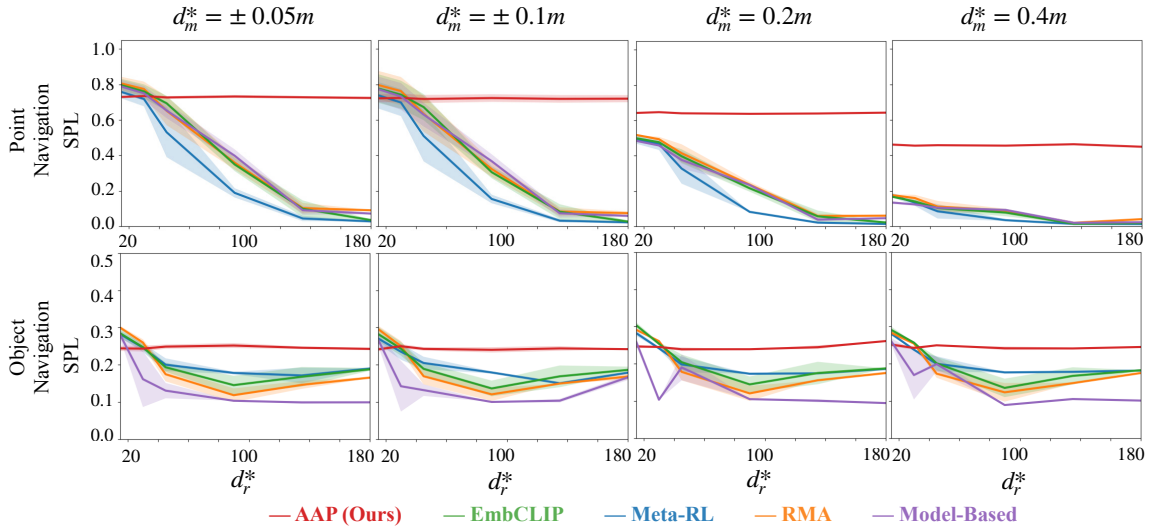 d*m = ± 0.05m d*m = ± 0.1m d*m = 0.2m d*m = 0.4m
Point Navigation SPL
1.0
0.8
0.6
0.4
0.2
0.0
20 100 180 20 100 180 20 100 180 20 100 180
Object Navigation SPL
0.5
0.4
0.3
0.2
0.1
0.0
20 100 180 20 100 180 20 100 180 20 100 180
d*r d*r d*r d*r
AAP (Ours) EmbCLIP Meta-RL RMA Model-Based